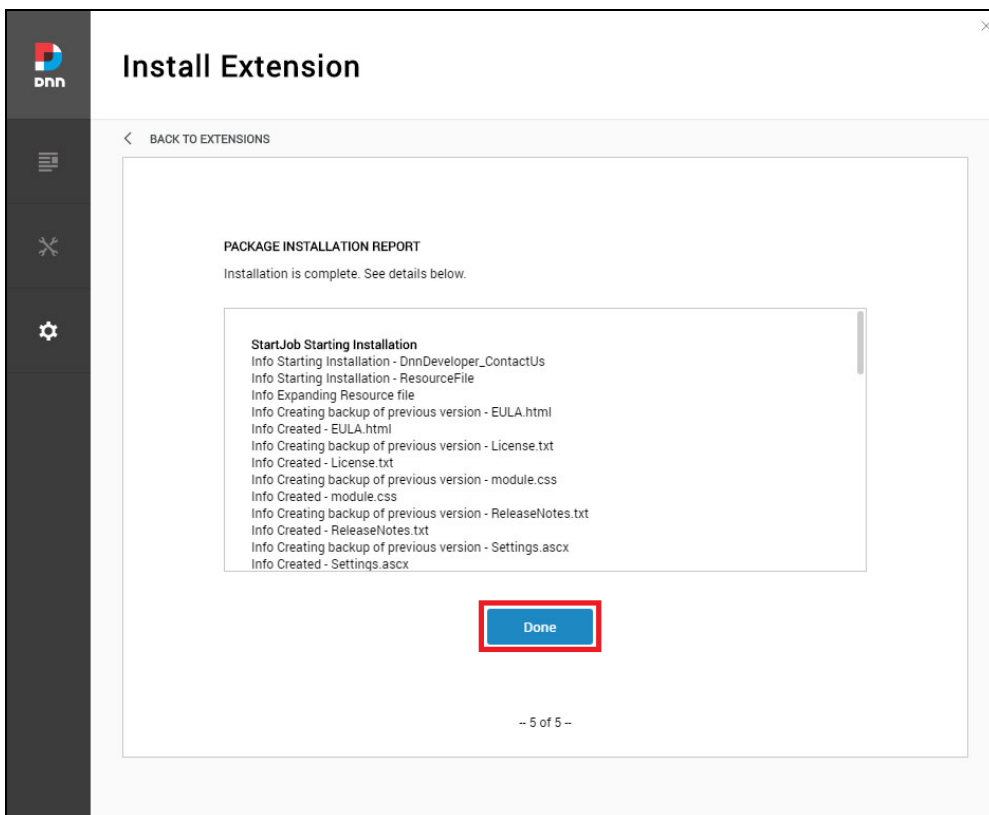 DNN
Install Extension
BACK TO EXTENSIONS
PACKAGE INSTALLATION REPORT
Installation is complete. See details below.
StartJob Starting Installation
Info Starting Installation - DnnDeveloper_ContactUs
Info Starting Installation - ResourceFile
Info Expanding Resource file
Info Creating backup of previous version - EULA.html
Info Created - EULA.html
Info Creating backup of previous version - License.txt
Info Created - License.txt
Info Creating backup of previous version - module.css
Info Created - module.css
Info Creating backup of previous version - ReleaseNotes.txt
Info Created - ReleaseNotes.txt
Info Creating backup of previous version - Settings.ascx
Info Created - Settings.ascx
Done
-- 5 of 5 --